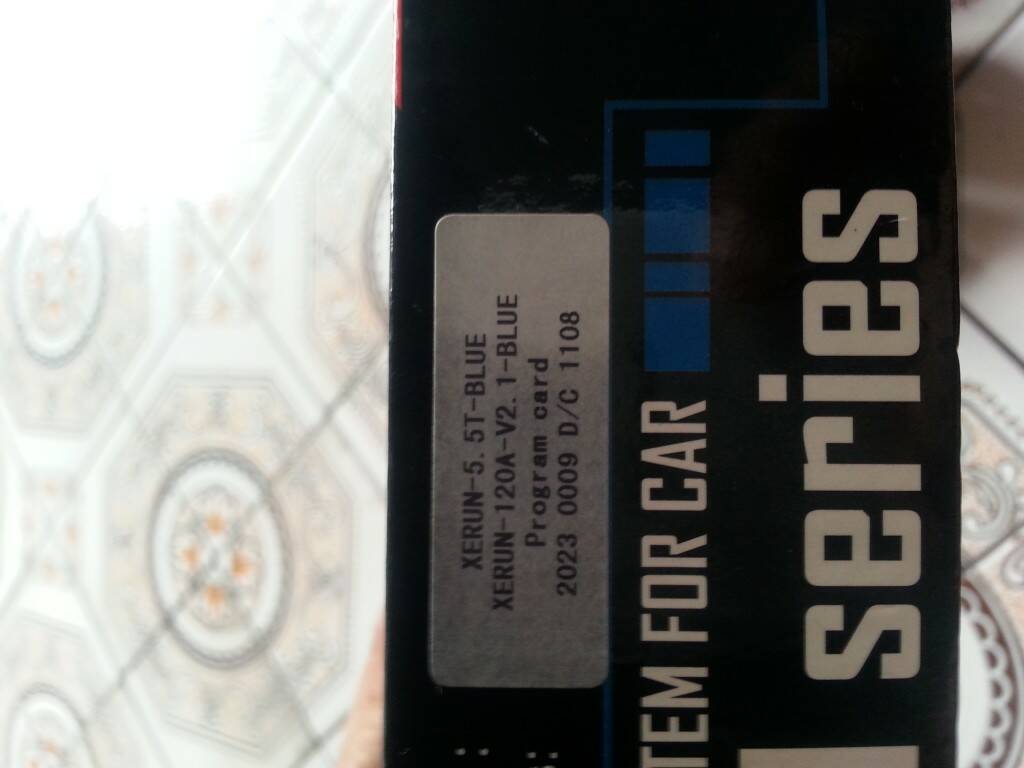 XERUN-5.5T-BLUE
XERUN-120A-V2.1-BLUE
Program card
2023 0009 D/C 1108
TEM FOR CAR
series